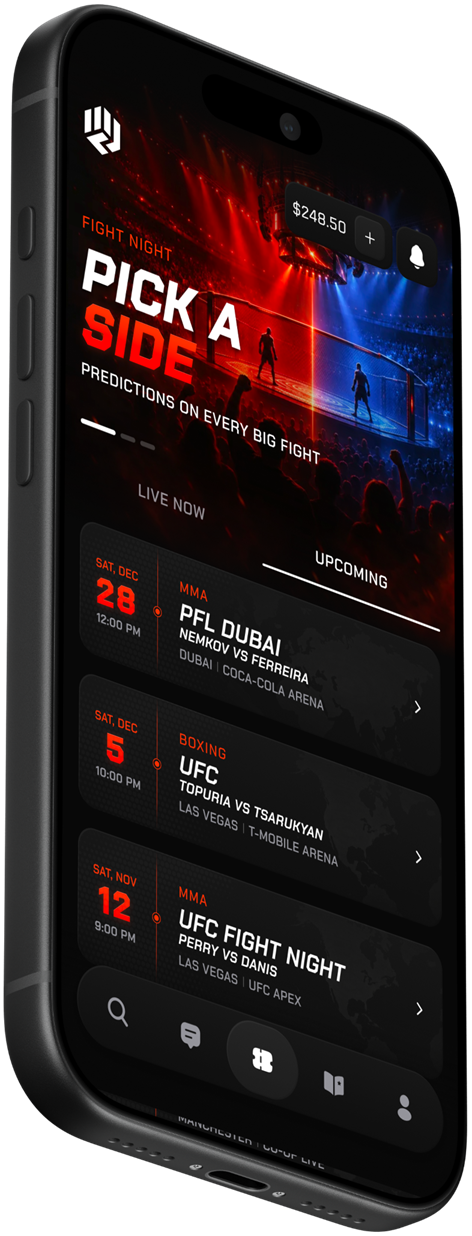 $248.50 +
FIGHT NIGHT
PICK A
SIDE
PREDICTIONS ON EVERY BIG FIGHT
LIVE NOW
UPCOMING
SAT, DEC
28
12:00 PM
MMA
PFL DUBAI
NEMKOV VS FERREIRA
DUBAI | COCA-COLA ARENA
SAT, DEC
5
10:00 PM
BOXING
UFC
TOPURIA VS TSARUKYAN
LAS VEGAS | T-MOBILE ARENA
SAT, NOV
12
9:00 PM
MMA
UFC FIGHT NIGHT
PERRY VS DANIS
LAS VEGAS | UFC APEX
MANCHESTER | CO-OP LIVE